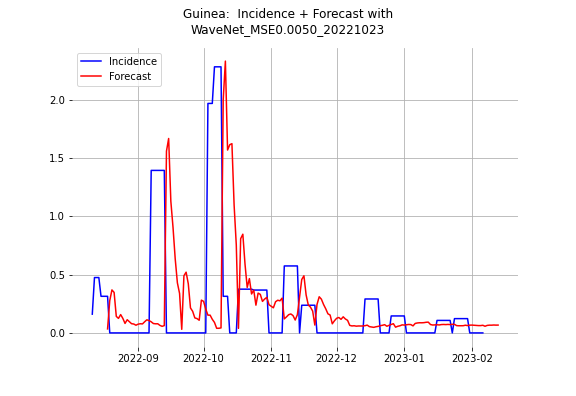 Guinea:  Incidence + Forecast with
WaveNet_MSE0.0050_20221023
Incidence
Forecast
2.0
1.5
1.0
0.5
0.0
2022-09 2022-10 2022-11 2022-12 2023-01 2023-02